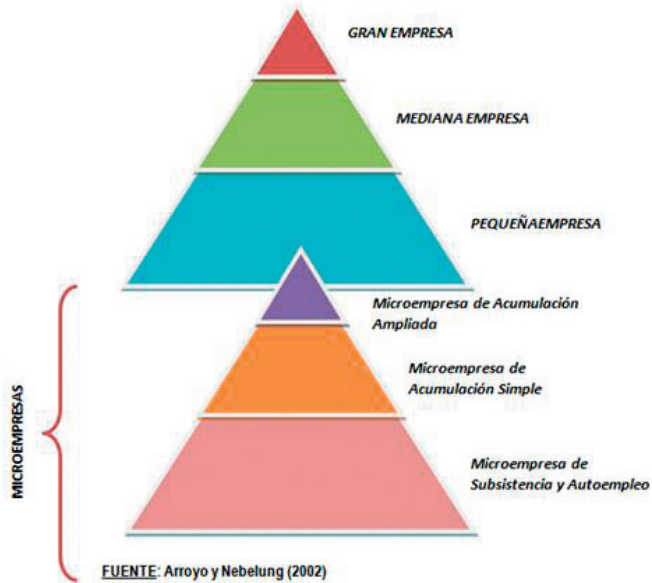 GRAN EMPRESA
MEDIANA EMPRESA
PEQUEÑAEMPRESA
Microempresa de Acumulación
Ampliada
Microempresa de
Acumulación Simple
MICROEMPRESAS
Microempresa de
Subsistencia y Autoempleo
FUENTE: Arroyo y Nebelung (2002)